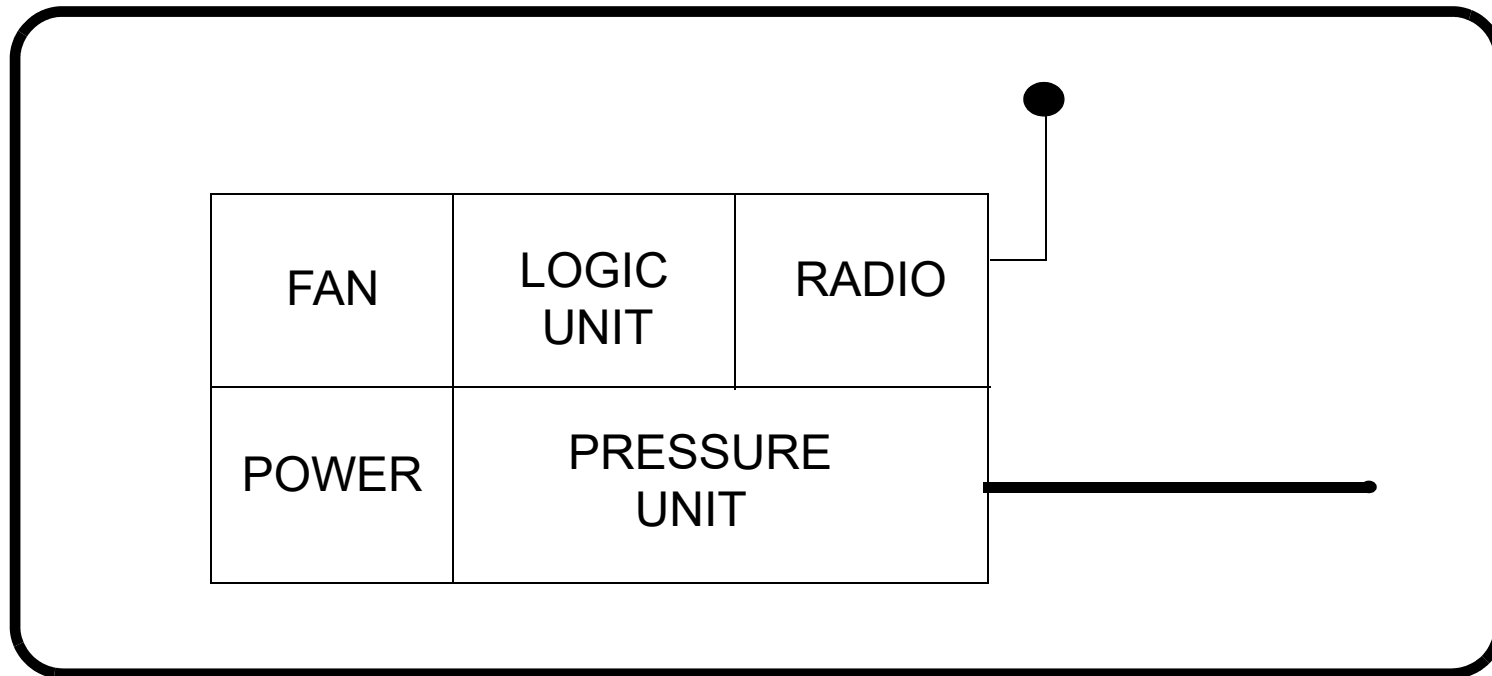 FAN
LOGIC
UNIT
RADIO
POWER
PRESSURE
UNIT